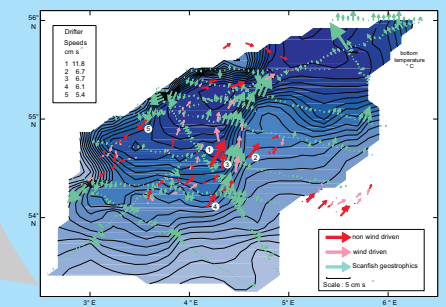 56°
N
Drifter
Speeds
cm s⁻
1 11.8
2 6.7
3 6.7
4 6.1
5 5.4
bottom
temperature
° C
55°
N
5
1
2
3
4
54°
N
non wind driven
wind driven
Scanfish geostrophics
Scale : 5 cm s
3° E
4° E
5° E
6° E